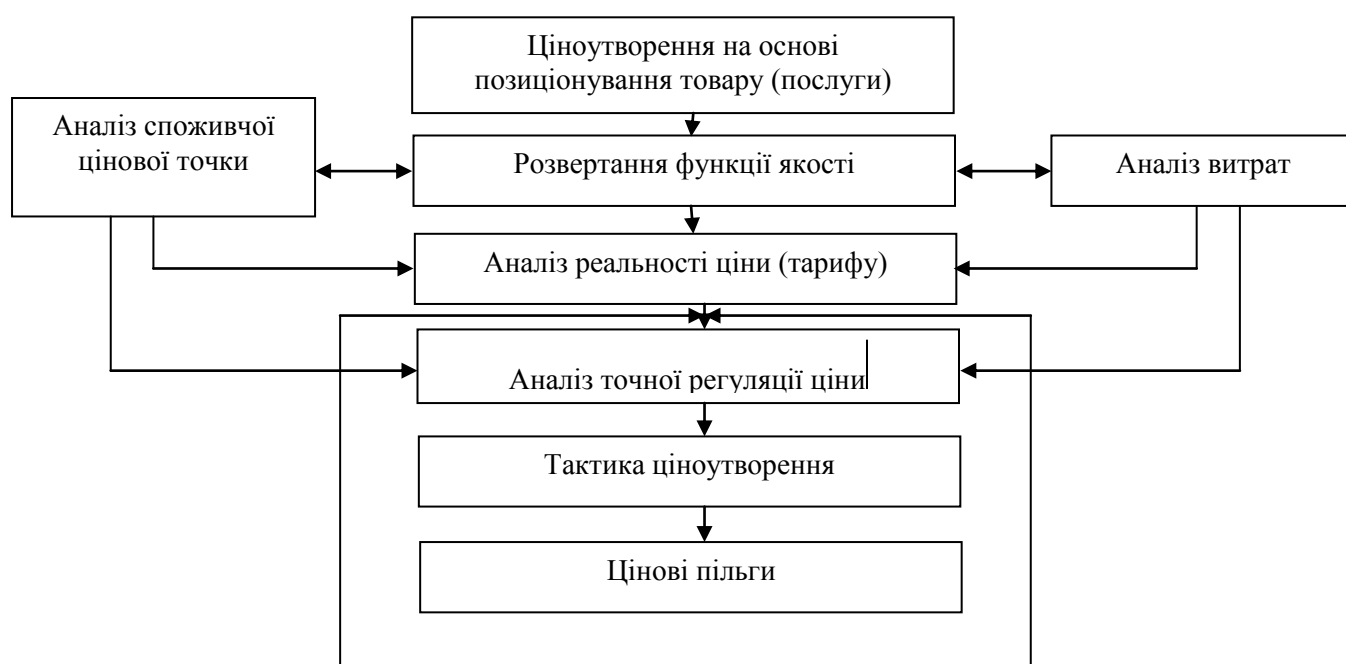 Ціноутворення на основі
позиціонування товару (послуги)
Аналіз споживчої
цінової точки
Розвертання функції якості
Аналіз витрат
Аналіз реальності ціни (тарифу)
Аналіз точної регуляції ціни
Тактика ціноутворення
Цінові пільги